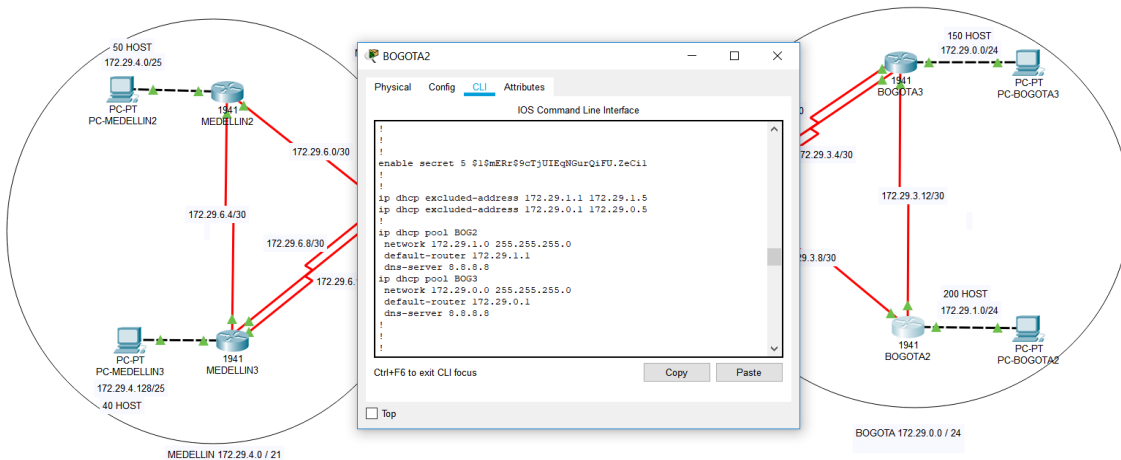 50 HOST
172.29.4.0/25
PC-PT
PC-MEDELLIN2
1941
MEDELLIN2
172.29.6.0/30
172.29.6.4/30
172.29.6.8/30
172.29.6.
PC-PT
PC-MEDELLIN3
1941
MEDELLIN3
172.29.4.128/25
40 HOST
MEDELLIN 172.29.4.0 / 21
BOGOTA2
Physical
Config
CLI
Attributes
IOS Command Line Interface
!
!
!
enable secret 5 $1$mERr$9cTjUIEqNGurQiFU.ZeCi1
!
!
ip dhcp excluded-address 172.29.1.1 172.29.1.5
ip dhcp excluded-address 172.29.0.1 172.29.0.5
!
ip dhcp pool BOG2
network 172.29.1.0 255.255.255.0
default-router 172.29.1.1
dns-server 8.8.8.8
ip dhcp pool BOG3
network 172.29.0.0 255.255.255.0
default-router 172.29.0.1
dns-server 8.8.8.8
!
!
!
Ctrl+F6 to exit CLI focus
Copy
Paste
Top
150 HOST
172.29.0.0/24
1941
BOGOTA3
PC-PT
PC-BOGOTA3
29.3.4/30
172.29.3.12/30
29.3.8/30
200 HOST
172.29.1.0/24
1941
BOGOTA2
PC-PT
PC-BOGOTA2
BOGOTA 172.29.0.0 / 24